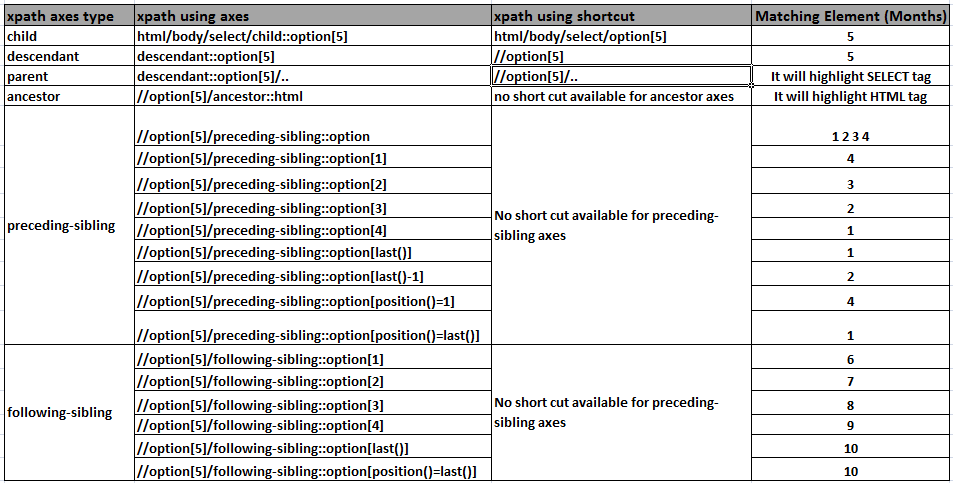 xpath axes type xpath using axes xpath using shortcut Matching Element (Months)
child html/body/select/child::option[5] html/body/select/option[5] 5
descendant descendant::option[5] //option[5] 5
parent descendant::option[5]/.. //option[5]/.. It will highlight SELECT tag
ancestor //option[5]/ancestor::html no short cut available for ancestor axes It will highlight HTML tag
preceding-sibling
//option[5]/preceding-sibling::option 1 2 3 4
//option[5]/preceding-sibling::option[1] 4
//option[5]/preceding-sibling::option[2] 3
//option[5]/preceding-sibling::option[3] 2
No short cut available for preceding-
sibling axes
//option[5]/preceding-sibling::option[4] 1
//option[5]/preceding-sibling::option[last()] 1
//option[5]/preceding-sibling::option[last()-1] 2
//option[5]/preceding-sibling::option[position()=1] 4
//option[5]/preceding-sibling::option[position()=last()] 1
following-sibling
//option[5]/following-sibling::option[1] 6
//option[5]/following-sibling::option[2] 7
//option[5]/following-sibling::option[3] 8
No short cut available for preceding-
sibling axes
//option[5]/following-sibling::option[4] 9
//option[5]/following-sibling::option[last()] 10
//option[5]/following-sibling::option[position()=last()] 10